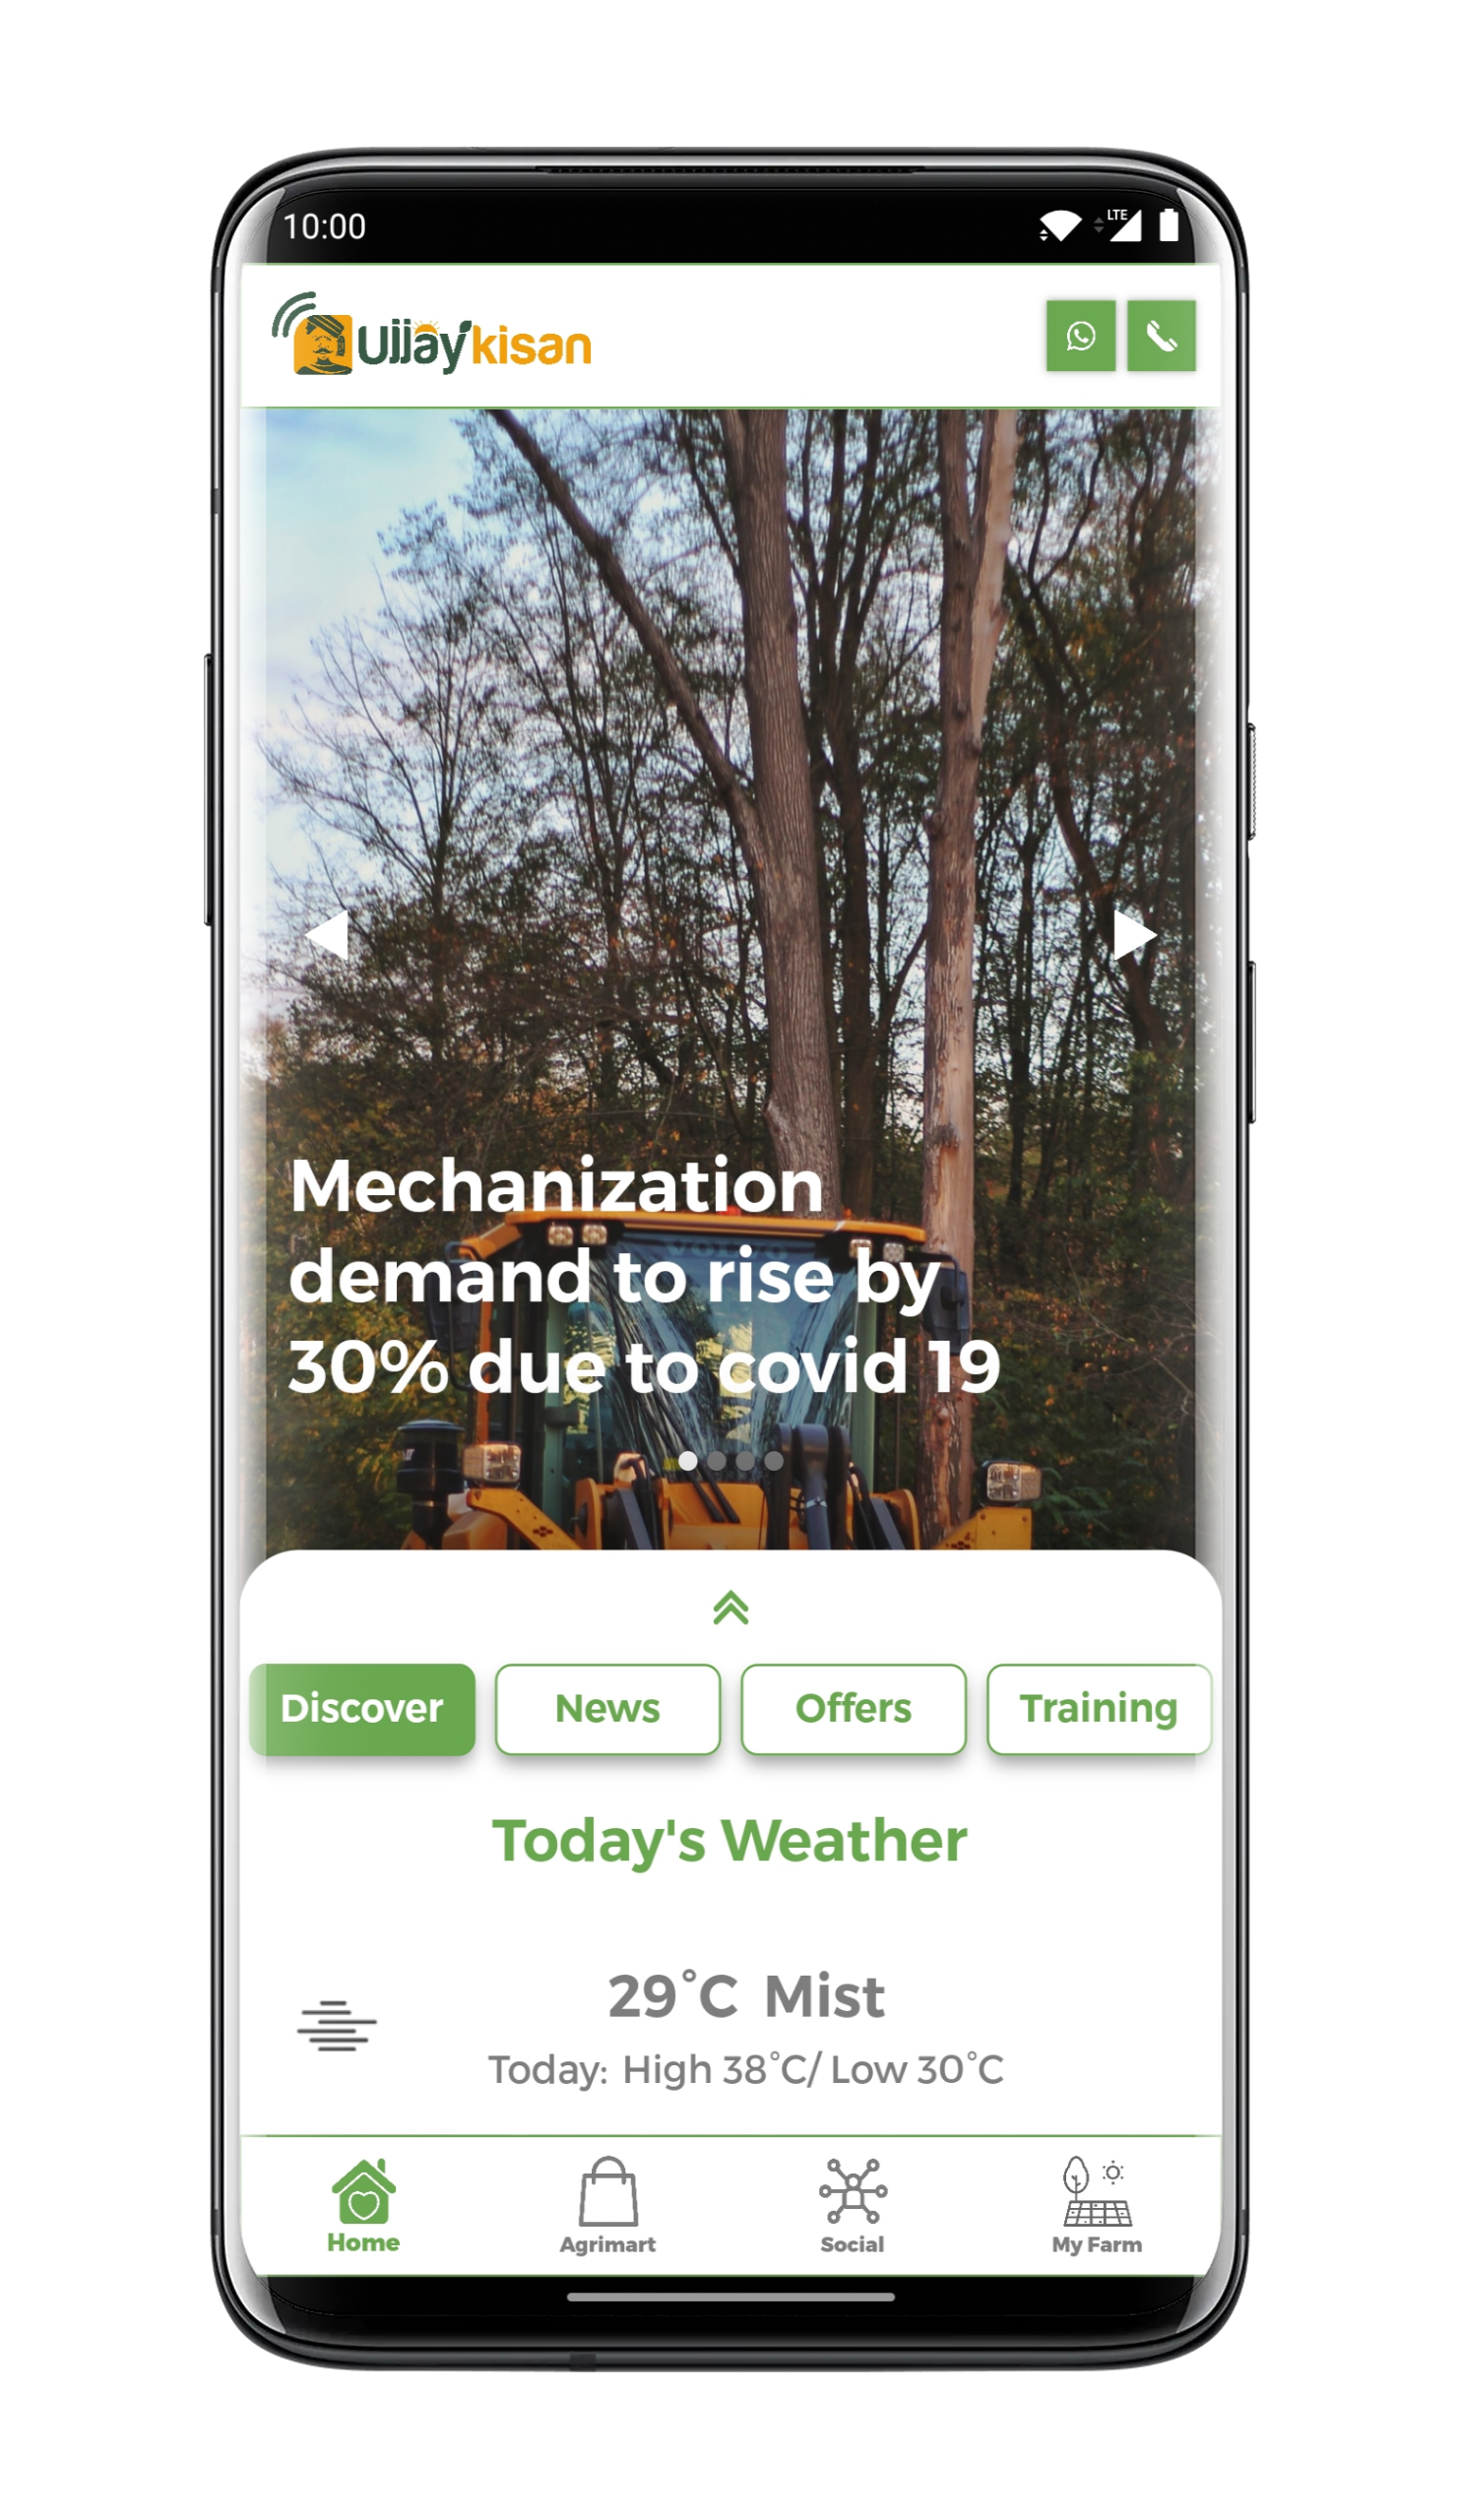 10:00
LTE
Ujjaykisan
Mechanization
demand to rise by
30% due to covid 19
Discover
News
Offers
Training
Today's Weather
29°C Mist
Today: High 38°C/ Low 30°C
Home
Agrimart
Social
My Farm